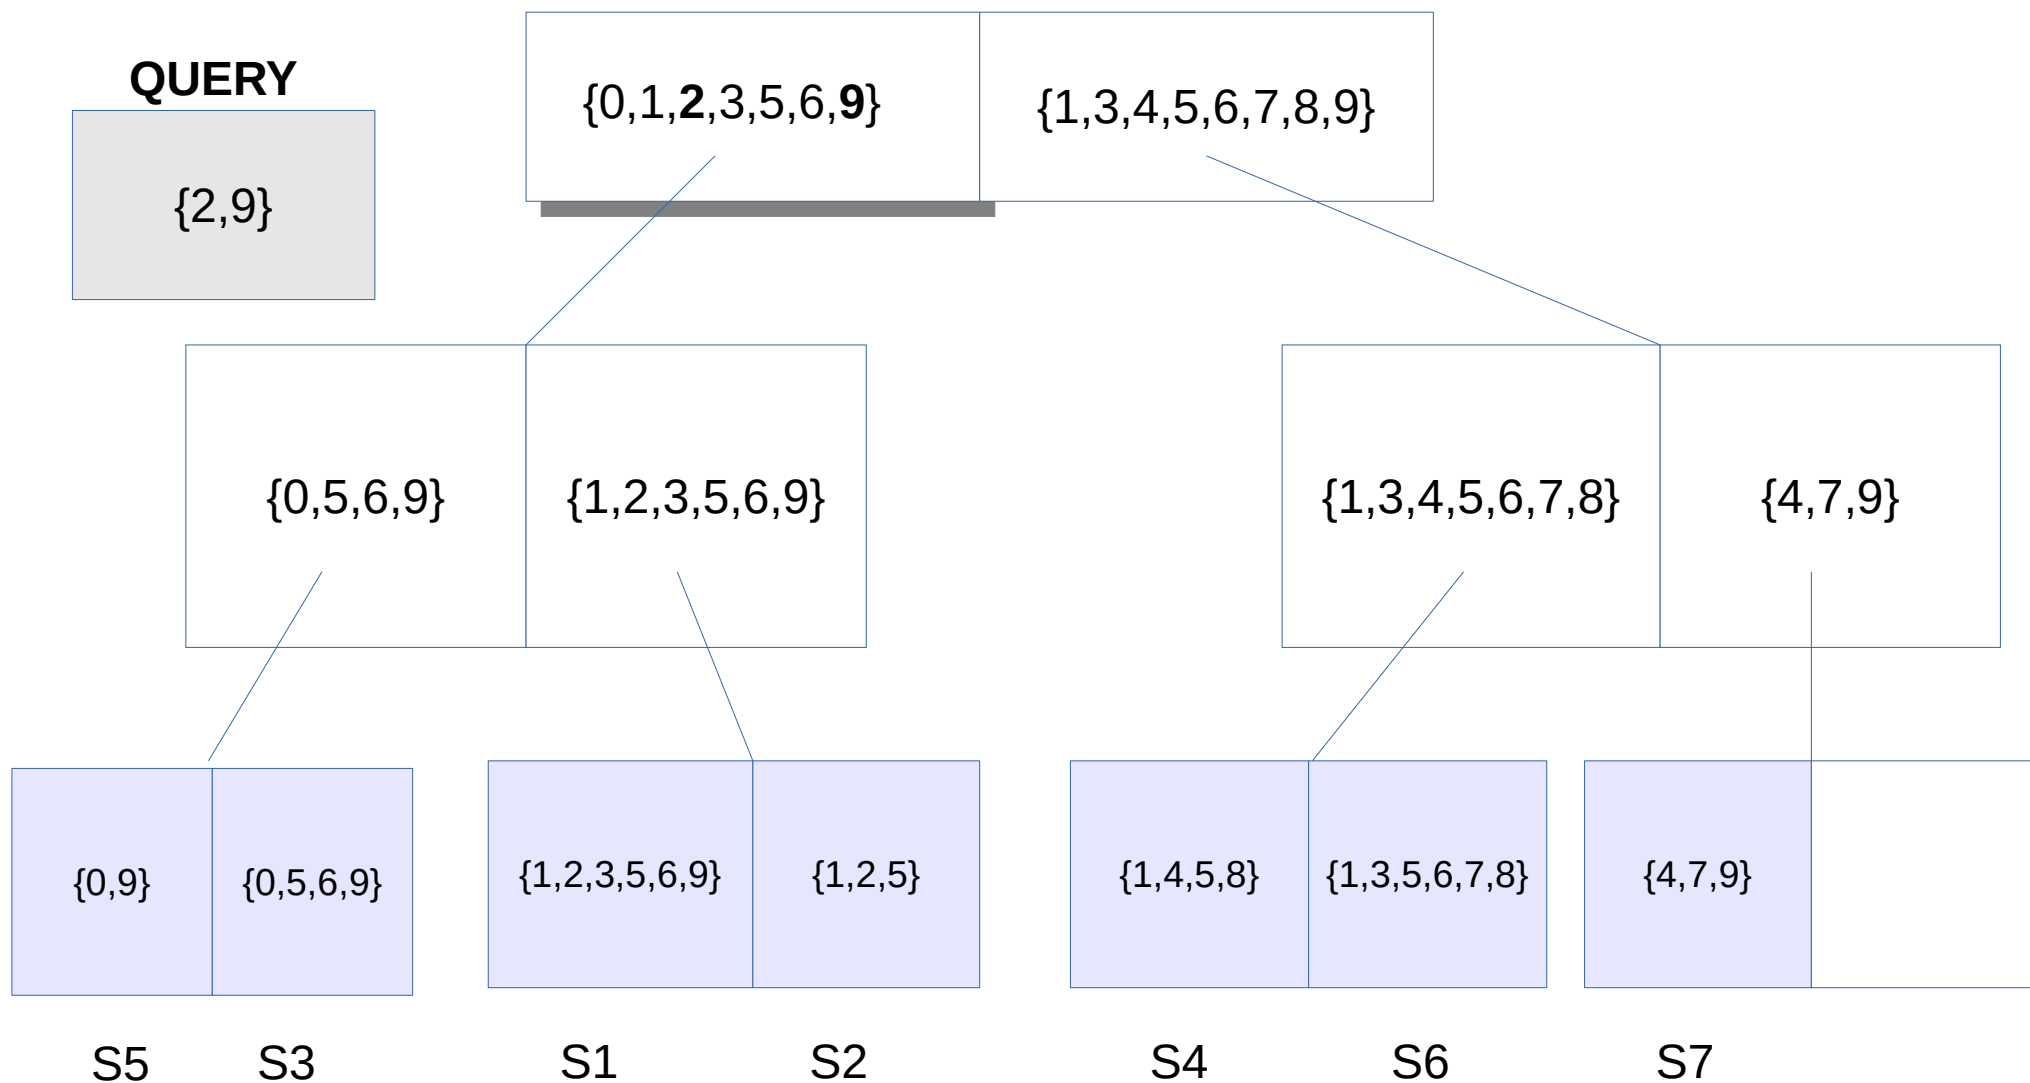 QUERY
{2,9}
{0,1,2,3,5,6,9}
{1,3,4,5,6,7,8,9}
{0,5,6,9}
{1,2,3,5,6,9}
{1,3,4,5,6,7,8}
{4,7,9}
{0,9}
{0,5,6,9}
{1,2,3,5,6,9}
{1,2,5}
{1,4,5,8}
{1,3,5,6,7,8}
{4,7,9}
S5
S3
S1
S2
S4
S6
S7